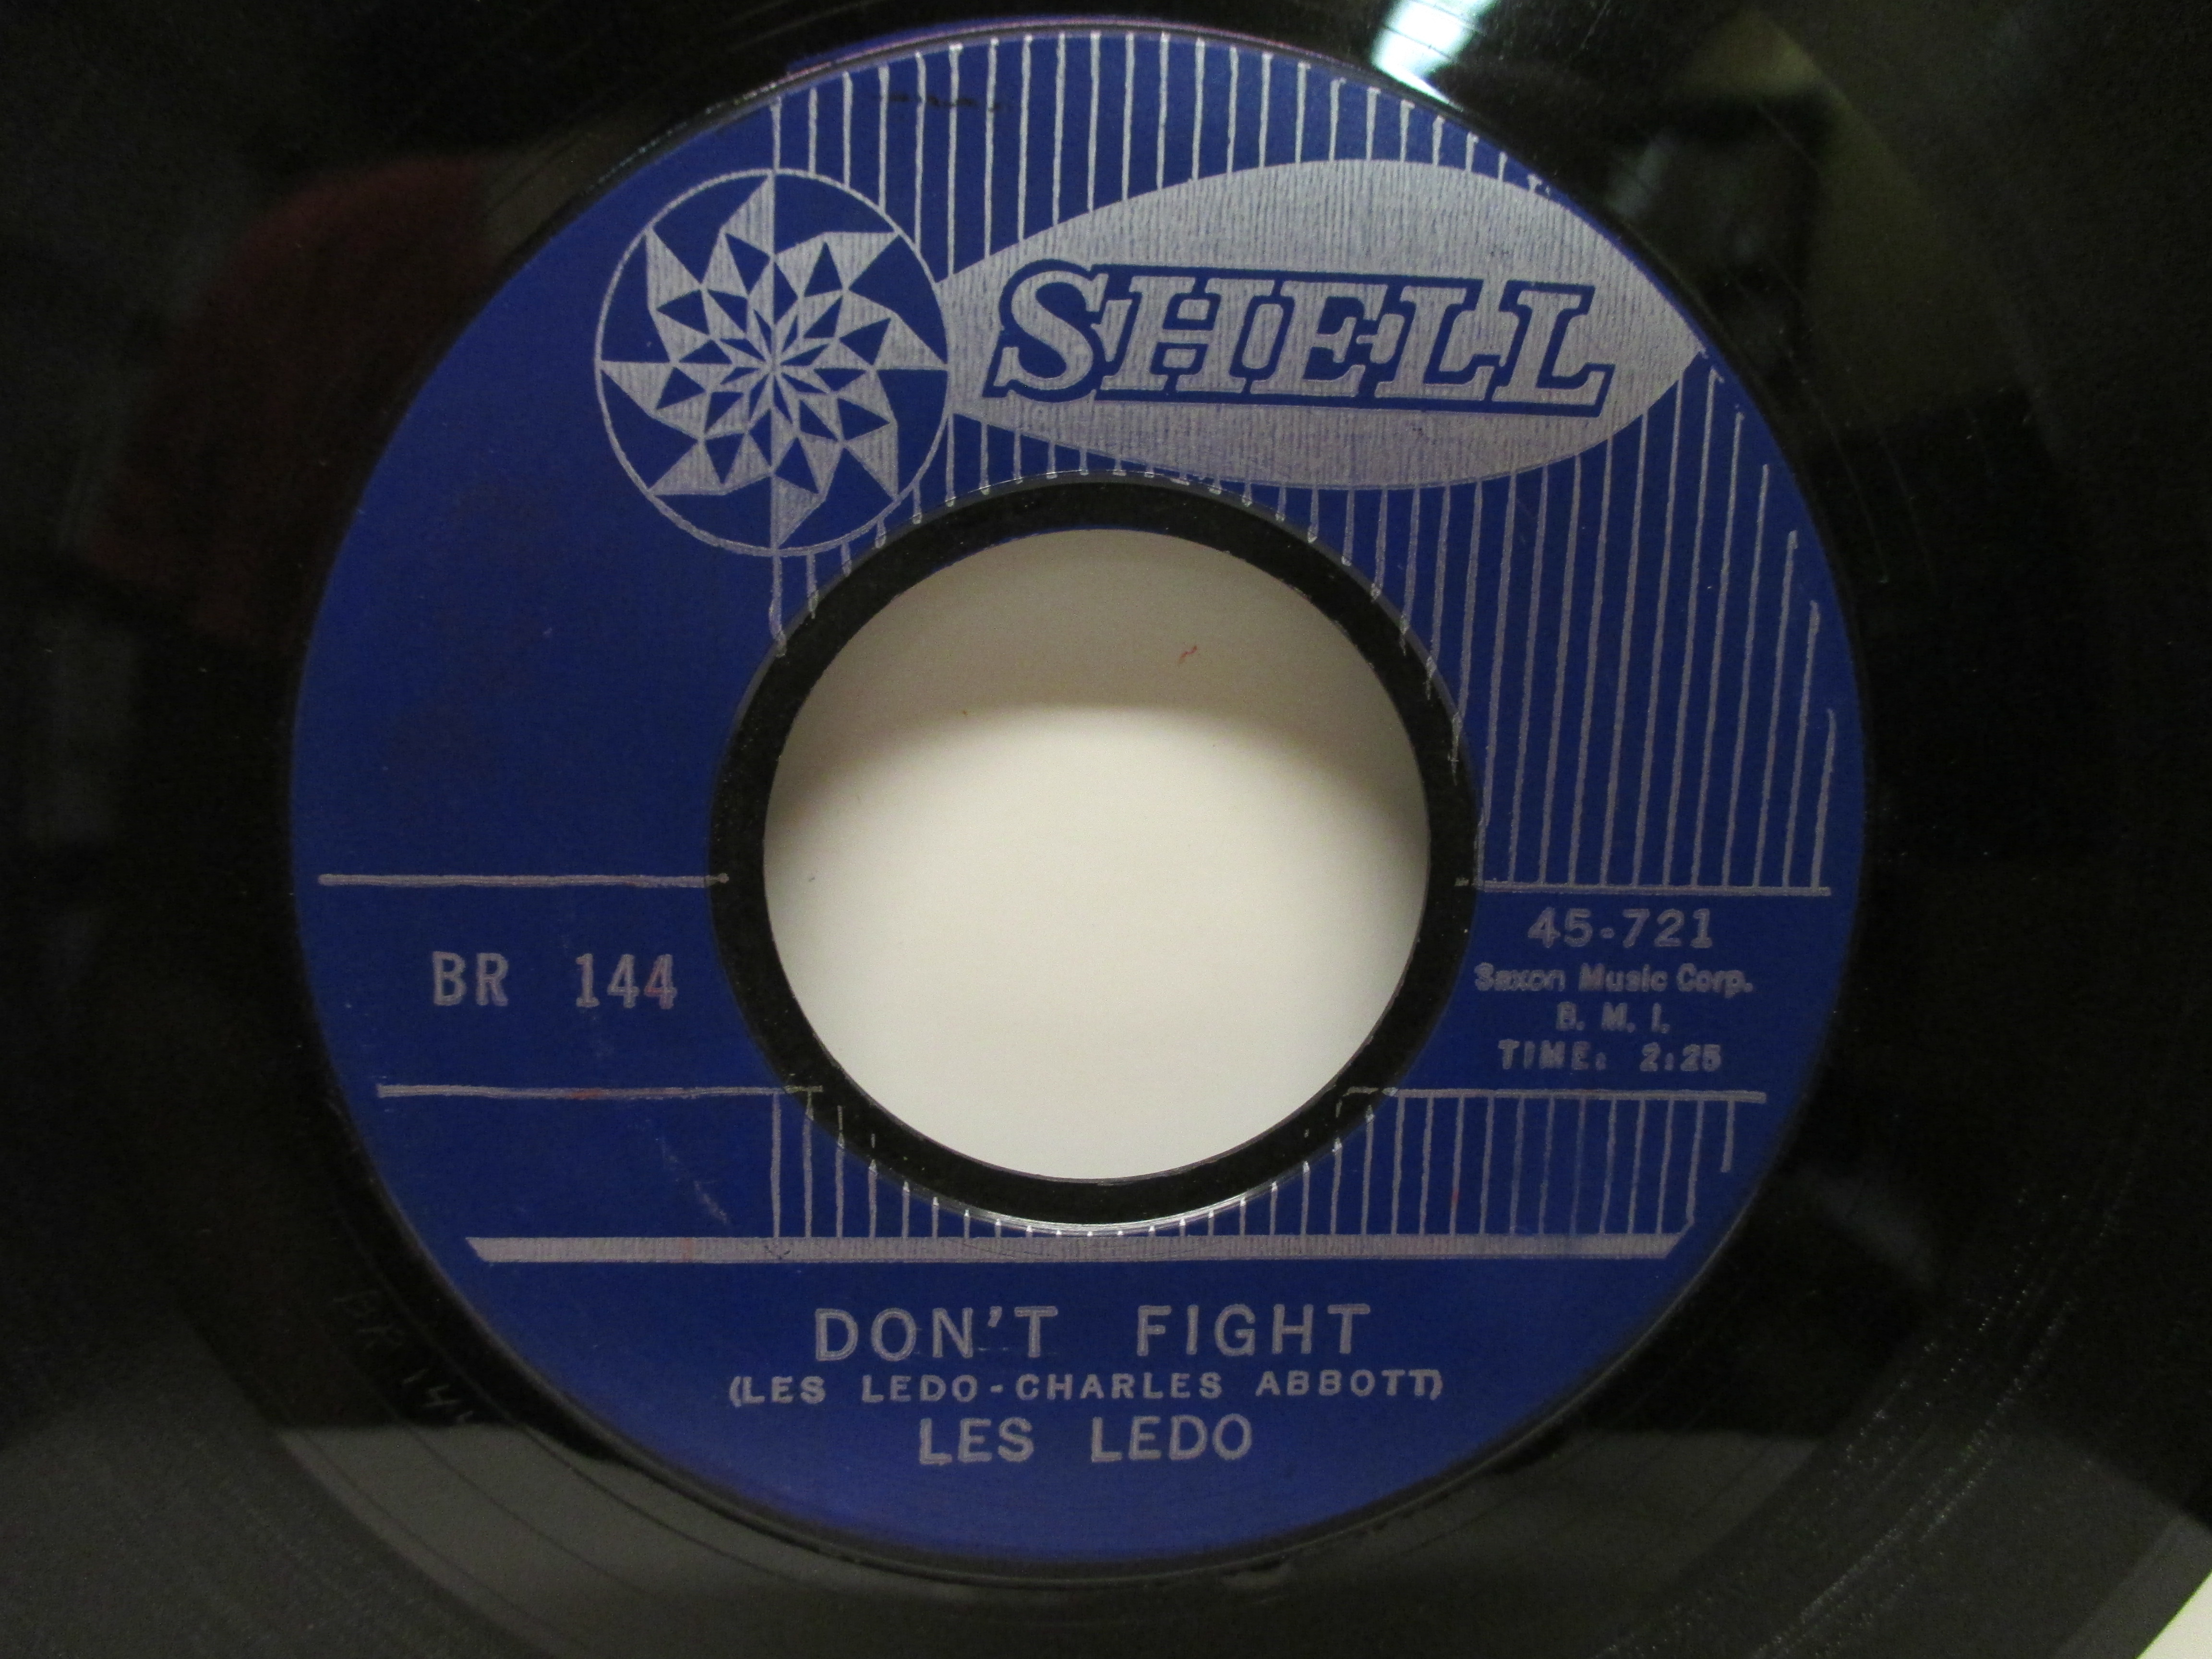 SHELL
BR 144
45-721
Saxon Music Corp.
B. M. I.
TIME: 2:25
DON'T FIGHT
(LES LEDO-CHARLES ABBOTT)
LES LEDO